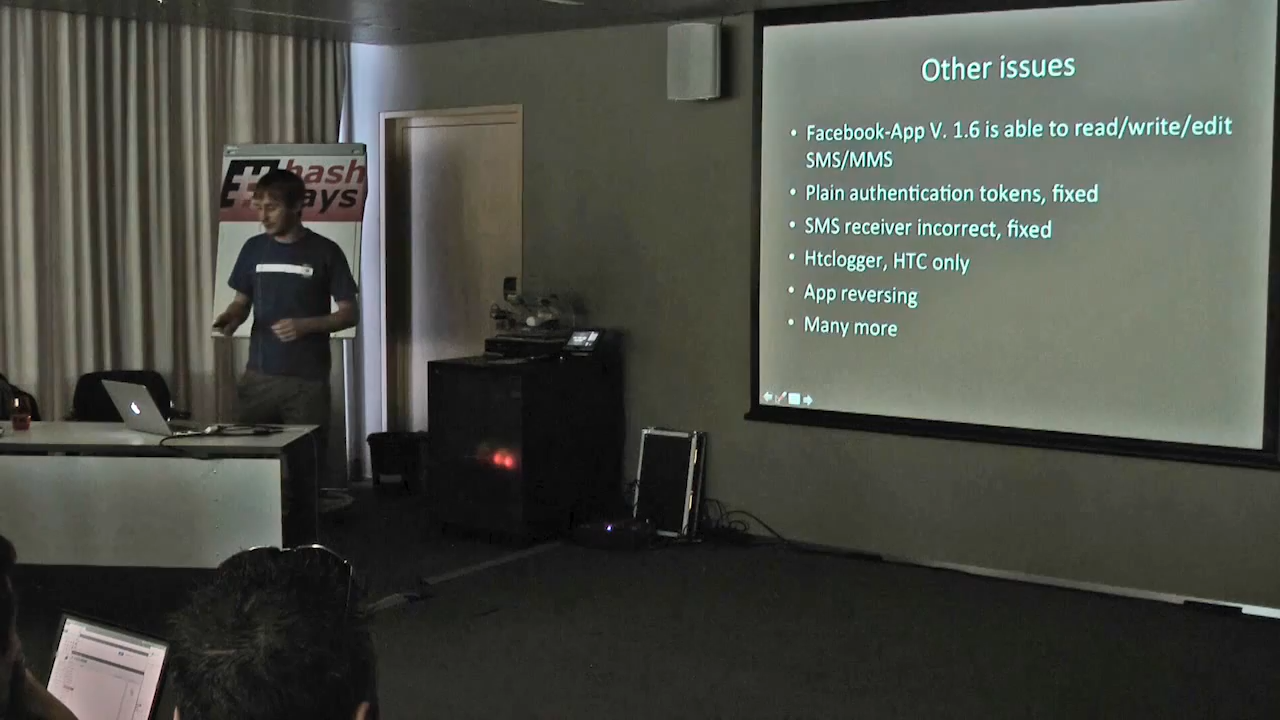 hash
ays
Other issues
• Facebook-App V. 1.6 is able to read/write/edit
SMS/MMS
• Plain authentication tokens, fixed
• SMS receiver incorrect, fixed
• Htclogger, HTC only
• App reversing
• Many more